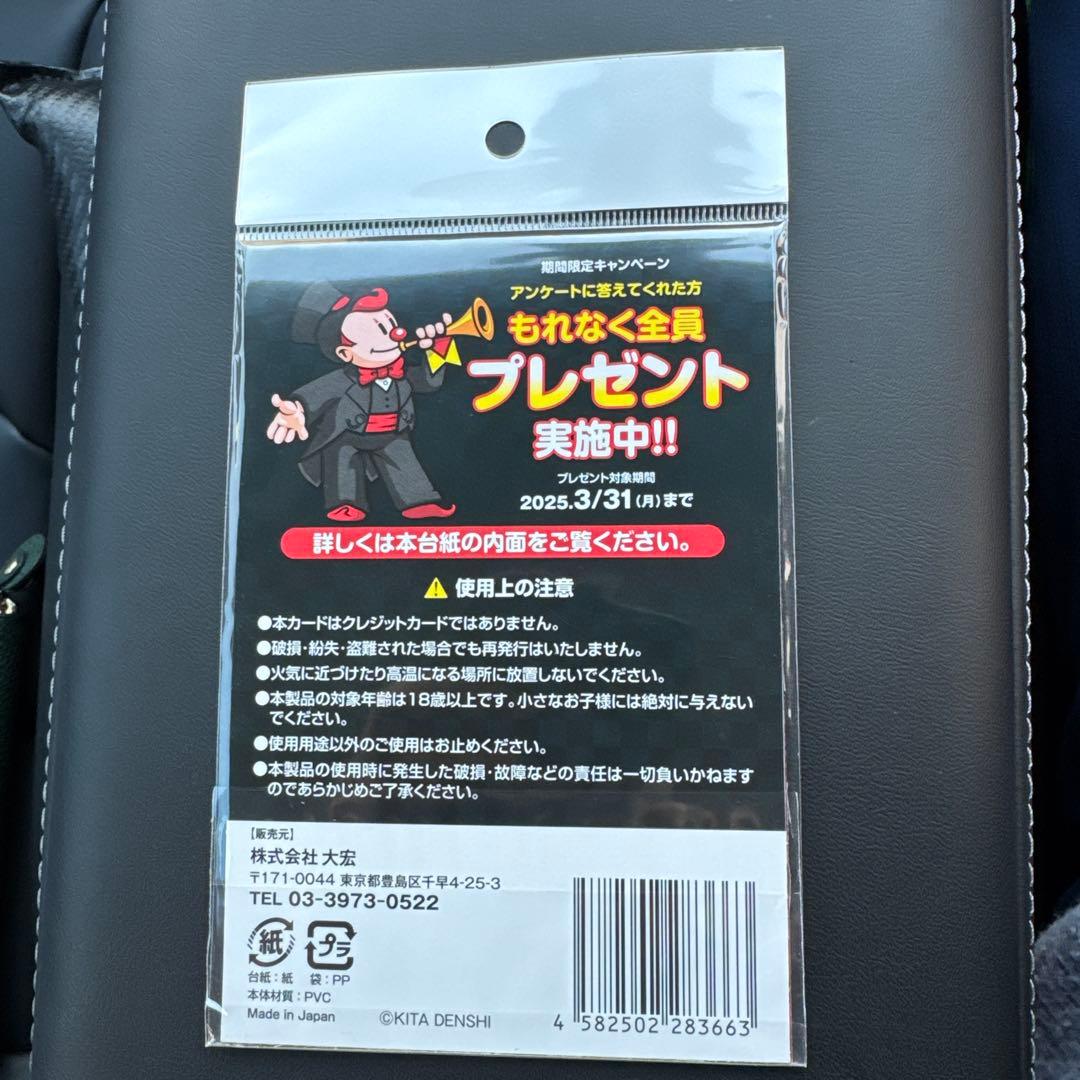 期間限定キャンペーン
アンケートに答えてくれた方
もれなく全員
プレゼント
実施中!!
プレゼント対象期間
2025.3/31(月)まで
詳しくは本台紙の内面をご覧ください。
使用上の注意
●本カードはクレジットカードではありません。
●破損・紛失・盗難された場合でも再発行はいたしません。
●火気に近づけたり高温になる場所に放置しないでください。
●本製品の対象年齢は18歳以上です。小さなお子様には絶対に与えない
でください。
●使用用途以外のご使用はお止めください。
●本製品の使用時に発生した破損・故障などの責任は一切負いかねます
のであらかじめご了承ください。
【販売元】
株式会社 大宏
〒171-0044 東京都豊島区千早4-25-3
TEL 03-3973-0522
紙 プラ
台紙：紙 袋：PP
本体材質：PVC
Made in Japan
©KITA DENSHI
4 582502 283663